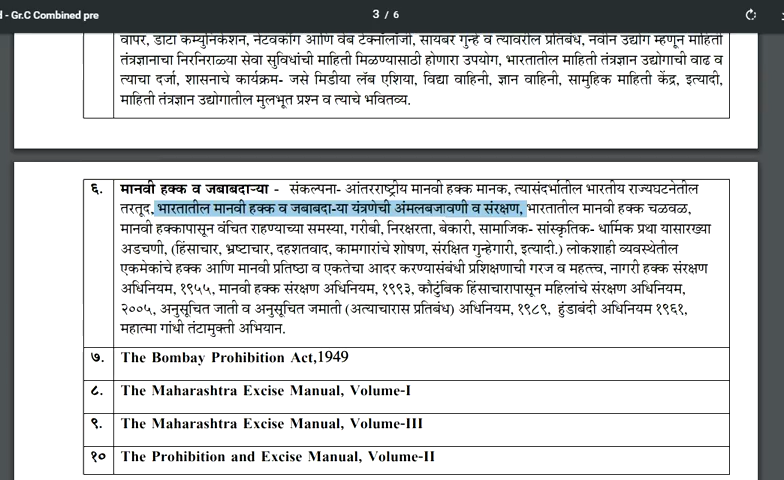 d - Gr.C Combined pre
3 / 6
वापर, डाटा कम्युनिकेशन, नेटवर्कींग आणि वेब टेक्नॉलॉजी, सायबर गुन्हे व त्यावरील प्रतिबंध, नवीन उद्योग म्हणून माहिती
तंत्रज्ञानाचा निरनिराळ्या सेवा सुविधांची माहिती मिळण्यासाठी होणारा उपयोग, भारतातील माहिती तंत्रज्ञान उद्योगाची वाढ व
त्याचा दर्जा, शासनाचे कार्यक्रम- जसे मिडीया लॅब एशिया, विद्या वाहिनी, ज्ञान वाहिनी, सामुहिक माहिती केंद्र, इत्यादी,
माहिती तंत्रज्ञान उद्योगातील मुलभूत प्रश्न व त्याचे भवितव्य.
६. मानवी हक्क व जबाबदाऱ्या - संकल्पना- आंतरराष्ट्रीय मानवी हक्क मानक, त्यासंदर्भातील भारतीय राज्यघटनेतील
तरतूद, भारतातील मानवी हक्क व जबाबदा-या यंत्रणेची अंमलबजावणी व संरक्षण, भारतातील मानवी हक्क चळवळ,
मानवी हक्कापासून वंचित राहण्याच्या समस्या, गरीबी, निरक्षरता, बेकारी, सामाजिक- सांस्कृतिक- धार्मिक प्रथा यासारख्या
अडचणी, (हिंसाचार, भ्रष्टाचार, दहशतवाद, कामगारांचे शोषण, संरक्षित गुन्हेगारी, इत्यादी.) लोकशाही व्यवस्थेतील
एकमेकांचे हक्क आणि मानवी प्रतिष्ठा व एकतेचा आदर करण्यासंबंधी प्रशिक्षणाची गरज व महत्त्व, नागरी हक्क संरक्षण
अधिनियम, १९५५, मानवी हक्क संरक्षण अधिनियम, १९९३, कौटुंबिक हिंसाचारापासून महिलांचे संरक्षण अधिनियम,
२००५, अनुसूचित जाती व अनुसूचित जमाती (अत्याचारास प्रतिबंध) अधिनियम, १९८९, हुंडाबंदी अधिनियम १९६१,
महात्मा गांधी तंटामुक्ती अभियान.
७. The Bombay Prohibition Act,1949
८. The Maharashtra Excise Manual, Volume-I
९. The Maharashtra Excise Manual, Volume-III
१० The Prohibition and Excise Manual, Volume-II